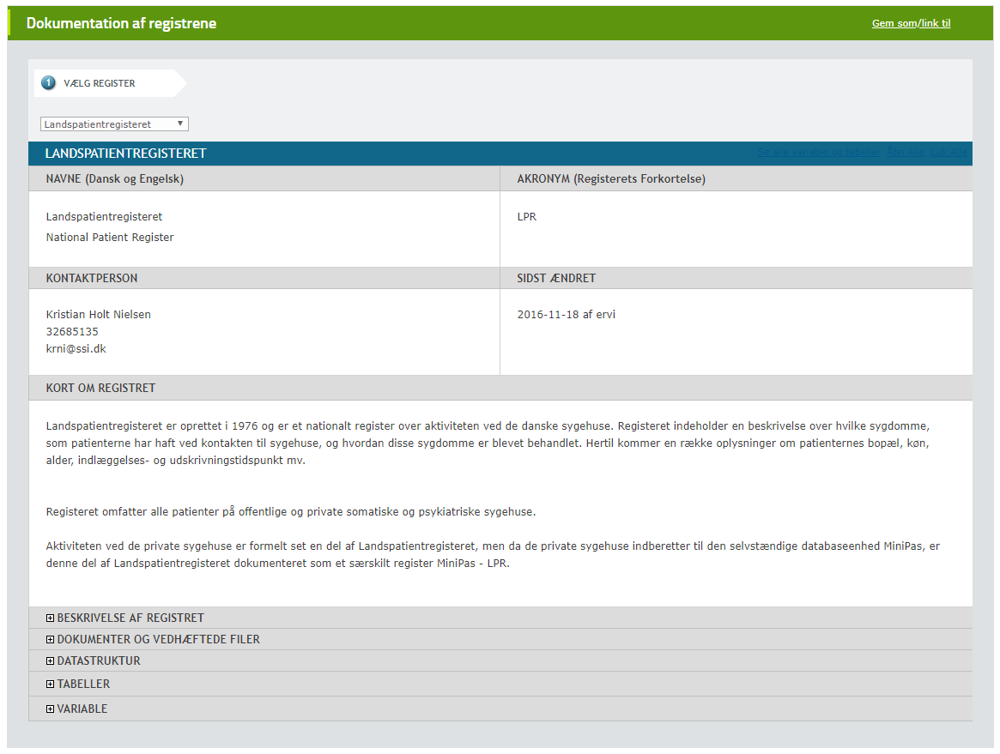 Dokumentation af registrene
Gem som/link til
1 VÆLG REGISTER
Landspatientregisteret
LANDSPATIENTREGISTERET
Se alle variable og tabeller Åbn Alle Luk Alle
NAVNE (Dansk og Engelsk)
AKRONYM (Registerets Forkortelse)
Landspatientregisteret
National Patient Register
LPR
KONTAKTPERSON
SIDST ÆNDRET
Kristian Holt Nielsen
32685135
krni@ssi.dk
2016-11-18 af ervi
KORT OM REGISTRET
Landspatientregisteret er oprettet i 1976 og er et nationalt register over aktiviteten ved de danske sygehuse. Registeret indeholder en beskrivelse over hvilke sygdomme,
som patienterne har haft ved kontakten til sygehuse, og hvordan disse sygdomme er blevet behandlet. Hertil kommer en række oplysninger om patienternes bopæl, køn,
alder, indlæggelses- og udskrivningstidspunkt mv.
Registeret omfatter alle patienter på offentlige og private somatiske og psykiatriske sygehuse.
Aktiviteten ved de private sygehuse er formelt set en del af Landspatientregisteret, men da de private sygehuse indberetter til den selvstændige databaseenhed MiniPas, er
denne del af Landspatientregisteret dokumenteret som et særskilt register MiniPas - LPR.
BESKRIVELSE AF REGISTRET
DOKUMENTER OG VEDHÆFTEDE FILER
DATASTRUKTUR
TABELLER
VARIABLE